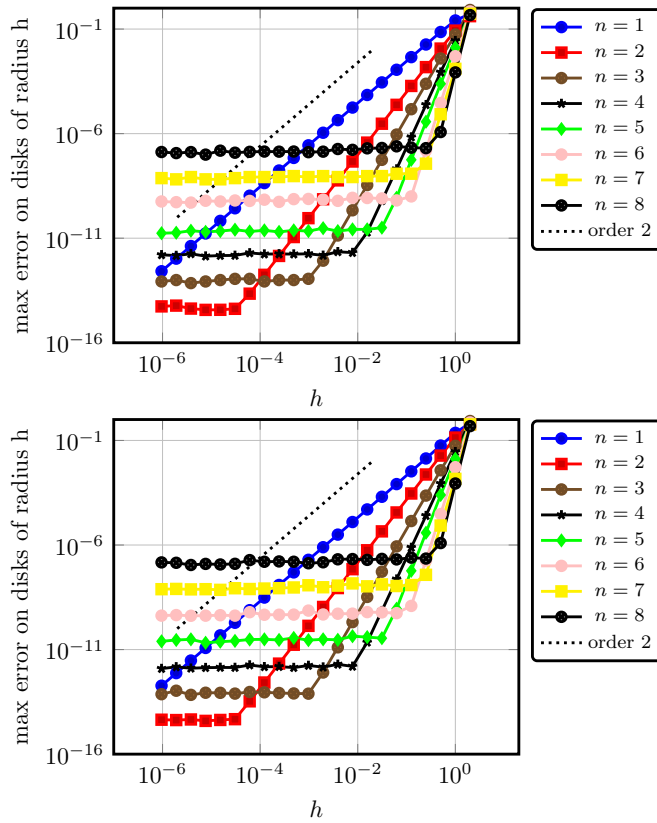 max error on disks of radius h
10^-1
10^-6
10^-11
10^-16
10^-6
10^-4
10^-2
10^0
h
n = 1
n = 2
n = 3
n = 4
n = 5
n = 6
n = 7
n = 8
order 2
max error on disks of radius h
10^-1
10^-6
10^-11
10^-16
10^-6
10^-4
10^-2
10^0
h
n = 1
n = 2
n = 3
n = 4
n = 5
n = 6
n = 7
n = 8
order 2